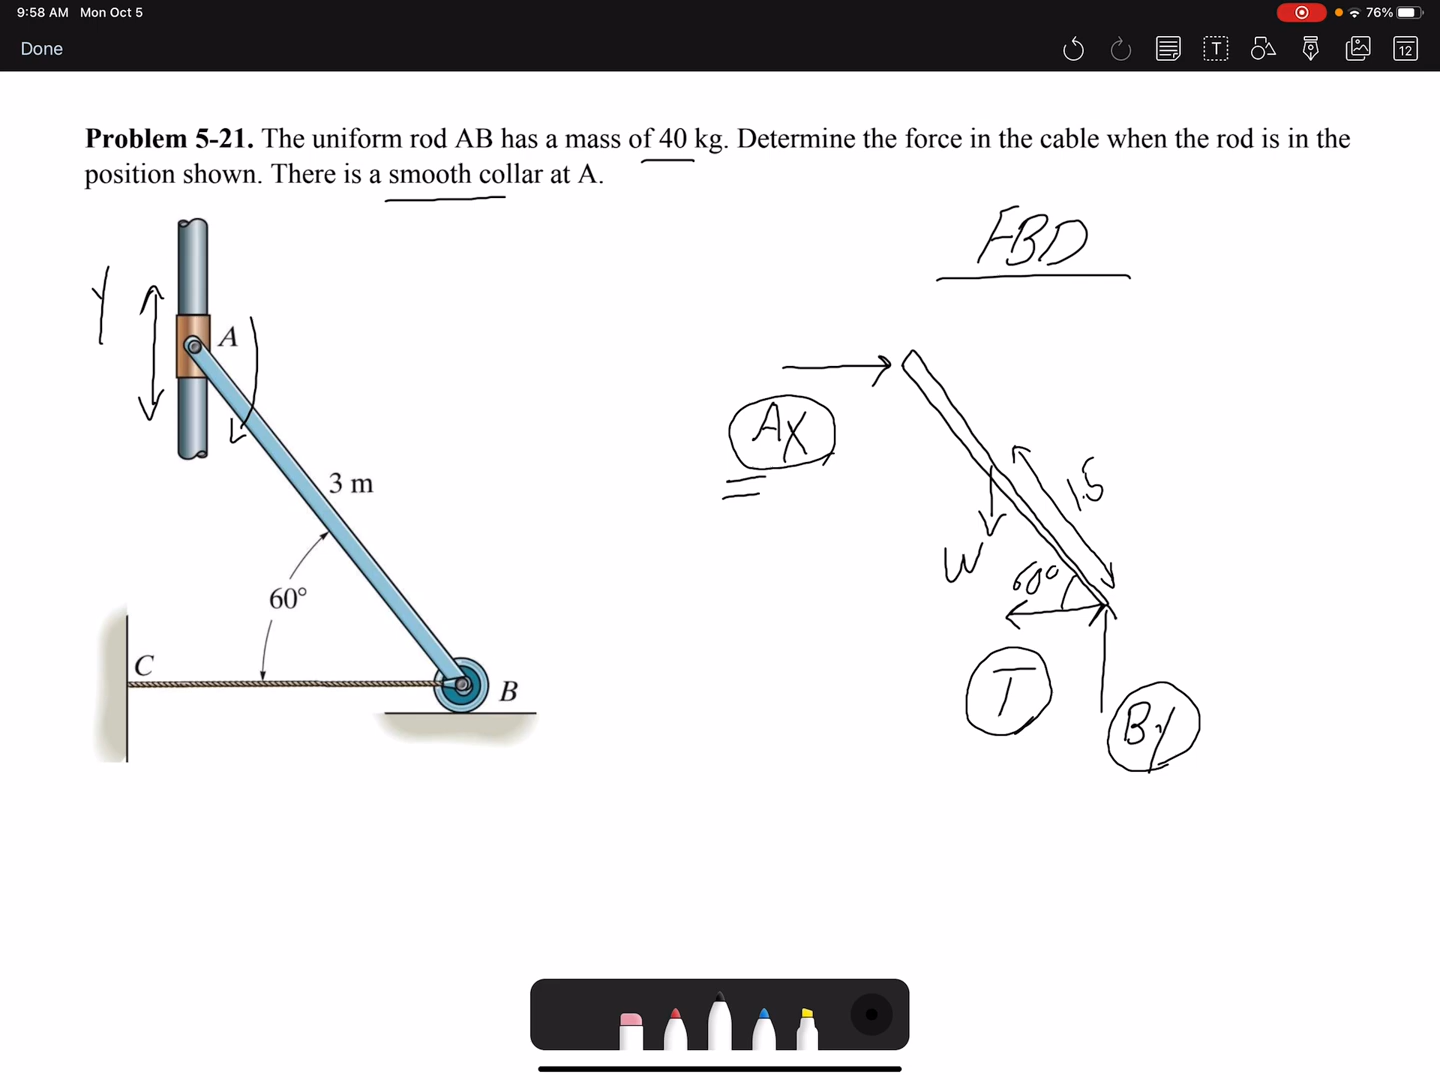 9:58 AM Mon Oct 5
76%
Done
T
12
Problem 5-21. The uniform rod AB has a mass of 40 kg. Determine the force in the cable when the rod is in the
position shown. There is a smooth collar at A.
FBD
Y
A
Ax
3 m
1.5
W
60°
60°
C
B
T
By